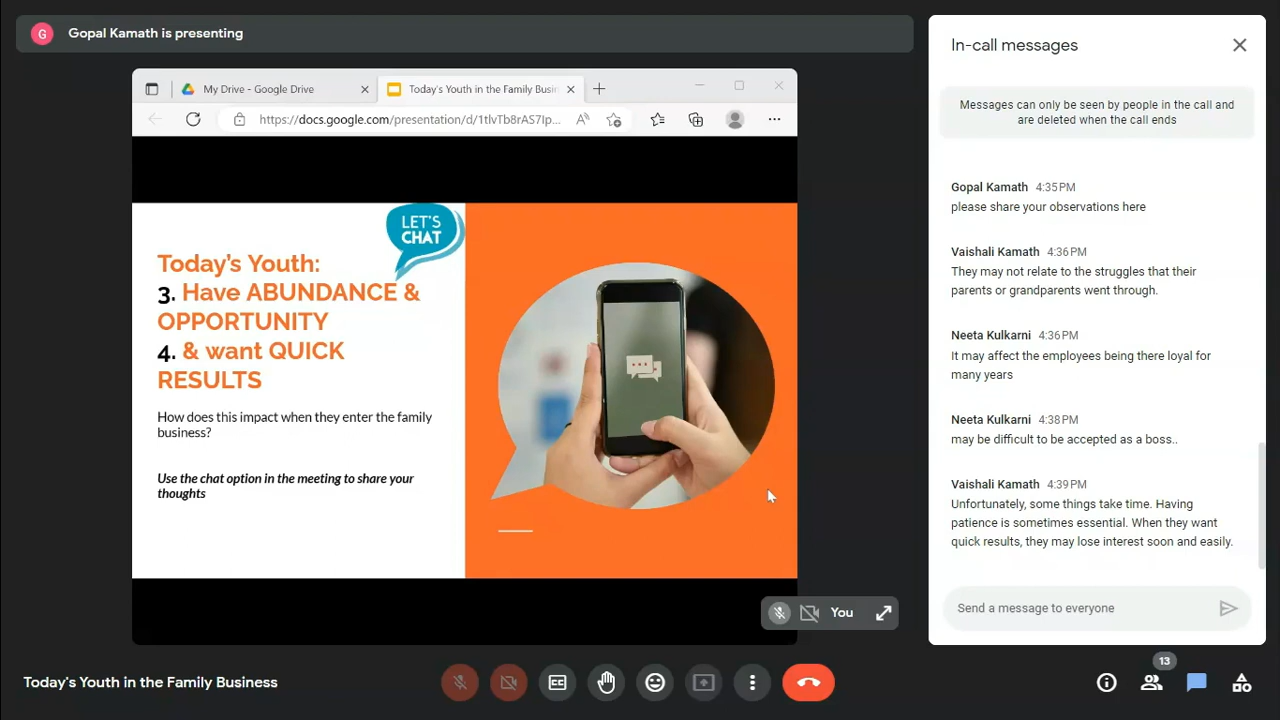 G
Gopal Kamath is presenting
My Drive - Google Drive
Today's Youth in the Family Busin
https://docs.google.com/presentation/d/1tlvTb8rAS7Ip...
LET'S
CHAT
Today's Youth:
3. Have ABUNDANCE &
OPPORTUNITY
4. & want QUICK
RESULTS
How does this impact when they enter the family
business?
Use the chat option in the meeting to share your
thoughts
You
In-call messages
Messages can only be seen by people in the call and
are deleted when the call ends
Gopal Kamath 4:35 PM
please share your observations here
Vaishali Kamath 4:36 PM
They may not relate to the struggles that their
parents or grandparents went through.
Neeta Kulkarni 4:36 PM
It may affect the employees being there loyal for
many years
Neeta Kulkarni 4:38 PM
may be difficult to be accepted as a boss..
Vaishali Kamath 4:39 PM
Unfortunately, some things take time. Having
patience is sometimes essential. When they want
quick results, they may lose interest soon and easily.
Send a message to everyone
Today's Youth in the Family Business
13